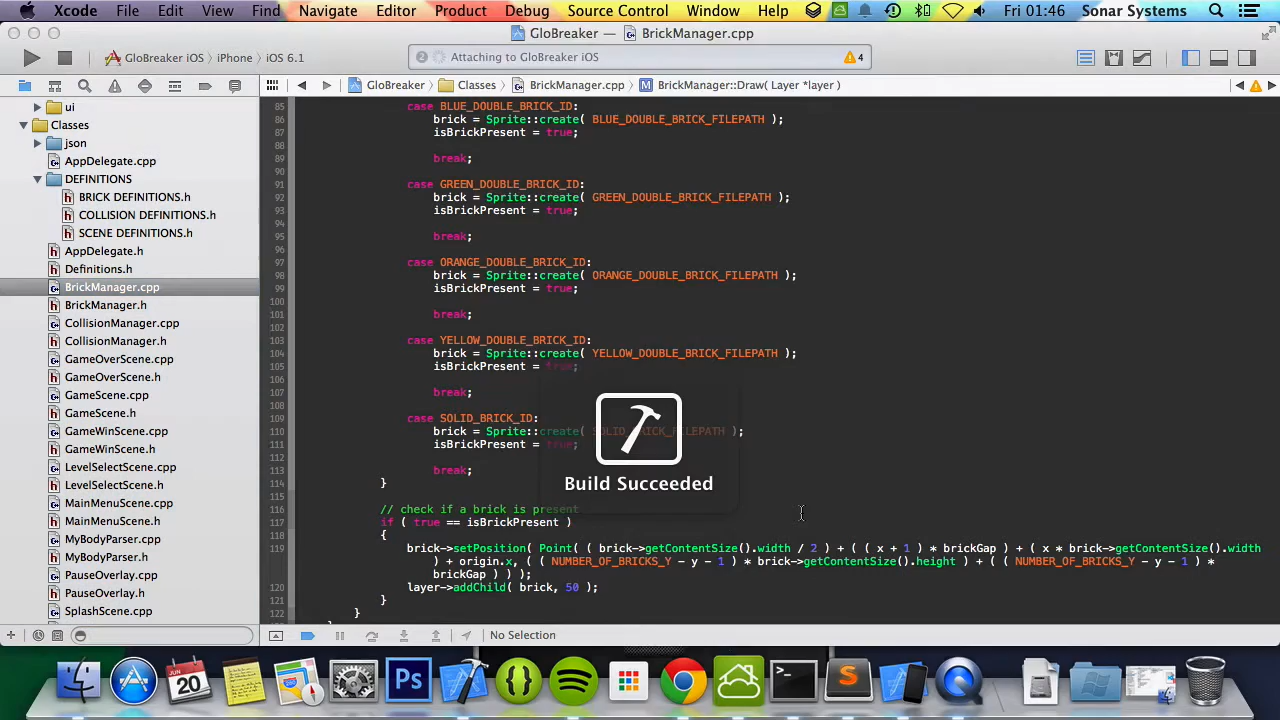 Xcode File Edit View Find Navigate Editor Product Debug Source Control Window Help Fri 01:46 Sonar Systems
GloBreaker — BrickManager.cpp
GloBreaker iOS iPhone iOS 6.1
2 Attaching to GloBreaker iOS 4
GloBreaker Classes BrickManager.cpp M BrickManager::Draw( Layer *layer )
ui
Classes
json
AppDelegate.cpp
DEFINITIONS
BRICK DEFINITIONS.h
COLLISION DEFINITIONS.h
SCENE DEFINITIONS.h
AppDelegate.h
Definitions.h
BrickManager.cpp
BrickManager.h
CollisionManager.cpp
CollisionManager.h
GameOverScene.cpp
GameOverScene.h
GameScene.cpp
GameScene.h
GameWinScene.cpp
GameWinScene.h
LevelSelectScene.cpp
LevelSelectScene.h
MainMenuScene.cpp
MainMenuScene.h
MyBodyParser.cpp
MyBodyParser.h
PauseOverlay.cpp
PauseOverlay.h
SplashScene.cpp
85 case BLUE_DOUBLE_BRICK_ID:
86 brick = Sprite::create( BLUE_DOUBLE_BRICK_FILEPATH );
87 isBrickPresent = true;
88
89 break;
90
91 case GREEN_DOUBLE_BRICK_ID:
92 brick = Sprite::create( GREEN_DOUBLE_BRICK_FILEPATH );
93 isBrickPresent = true;
94
95 break;
96
97 case ORANGE_DOUBLE_BRICK_ID:
98 brick = Sprite::create( ORANGE_DOUBLE_BRICK_FILEPATH );
99 isBrickPresent = true;
100
101 break;
102
103 case YELLOW_DOUBLE_BRICK_ID:
104 brick = Sprite::create( YELLOW_DOUBLE_BRICK_FILEPATH );
105 isBrickPresent = true;
106
107 break;
108
109 case SOLID_BRICK_ID:
110 brick = Sprite::create( SOLID_BRICK_FILEPATH );
111 isBrickPresent = true;
112
113 break;
114 }
115
116 // check if a brick is present
117 if ( true == isBrickPresent )
118 {
119 brick->setPosition( Point( ( brick->getContentSize().width / 2 ) + ( ( x + 1 ) * brickGap ) + ( x * brick->getContentSize().width
) + origin.x, ( ( NUMBER_OF_BRICKS_Y - y - 1 ) * brick->getContentSize().height ) + ( ( NUMBER_OF_BRICKS_Y - y - 1 ) *
brickGap ) ) );
120 layer->addChild( brick, 50 );
121 }
122 }
Build Succeeded
No Selection
JUN
20
Ps
S